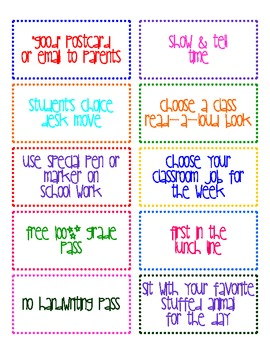 "Good" Postcard
or Email to Parents
Show & tell
time
Student's choice
desk move
Choose a class
read-a-loud book
Use special pen or
marker on
school work
Choose your
classroom job for
the week
Free 100% grade
pass
First in the
lunch line
No handwriting pass
Sit with your favorite
stuffed animal
for the day